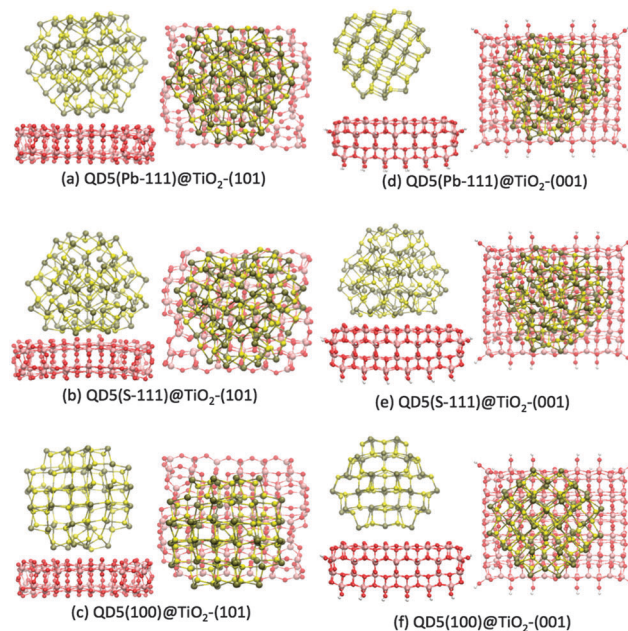 (a) QD5(Pb-111)@TiO₂-(101)
(d) QD5(Pb-111)@TiO₂-(001)
(b) QD5(S-111)@TiO₂-(101)
(e) QD5(S-111)@TiO₂-(001)
(c) QD5(100)@TiO₂-(101)
(f) QD5(100)@TiO₂-(001)